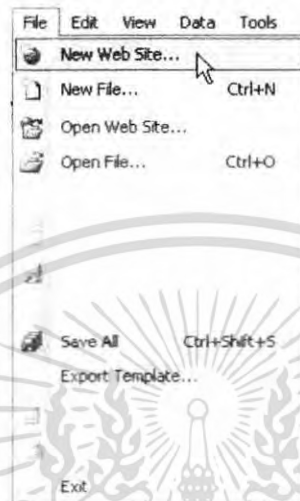 File Edit View Data Tools
New Web Site...
New File... Ctrl+N
Open Web Site...
Open File... Ctrl+O
Save All Ctrl+Shift+S
Export Template...
Exit